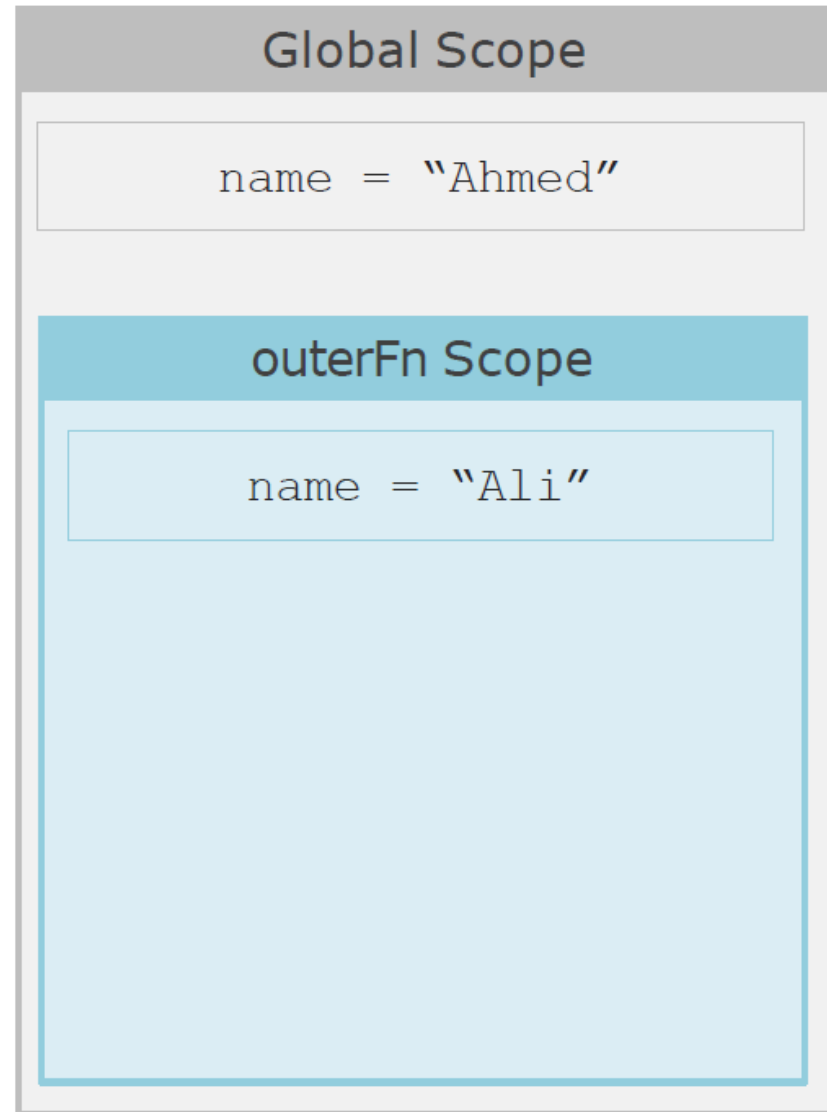 Global Scope
name = “Ahmed”
outerFn Scope
name = “Ali”